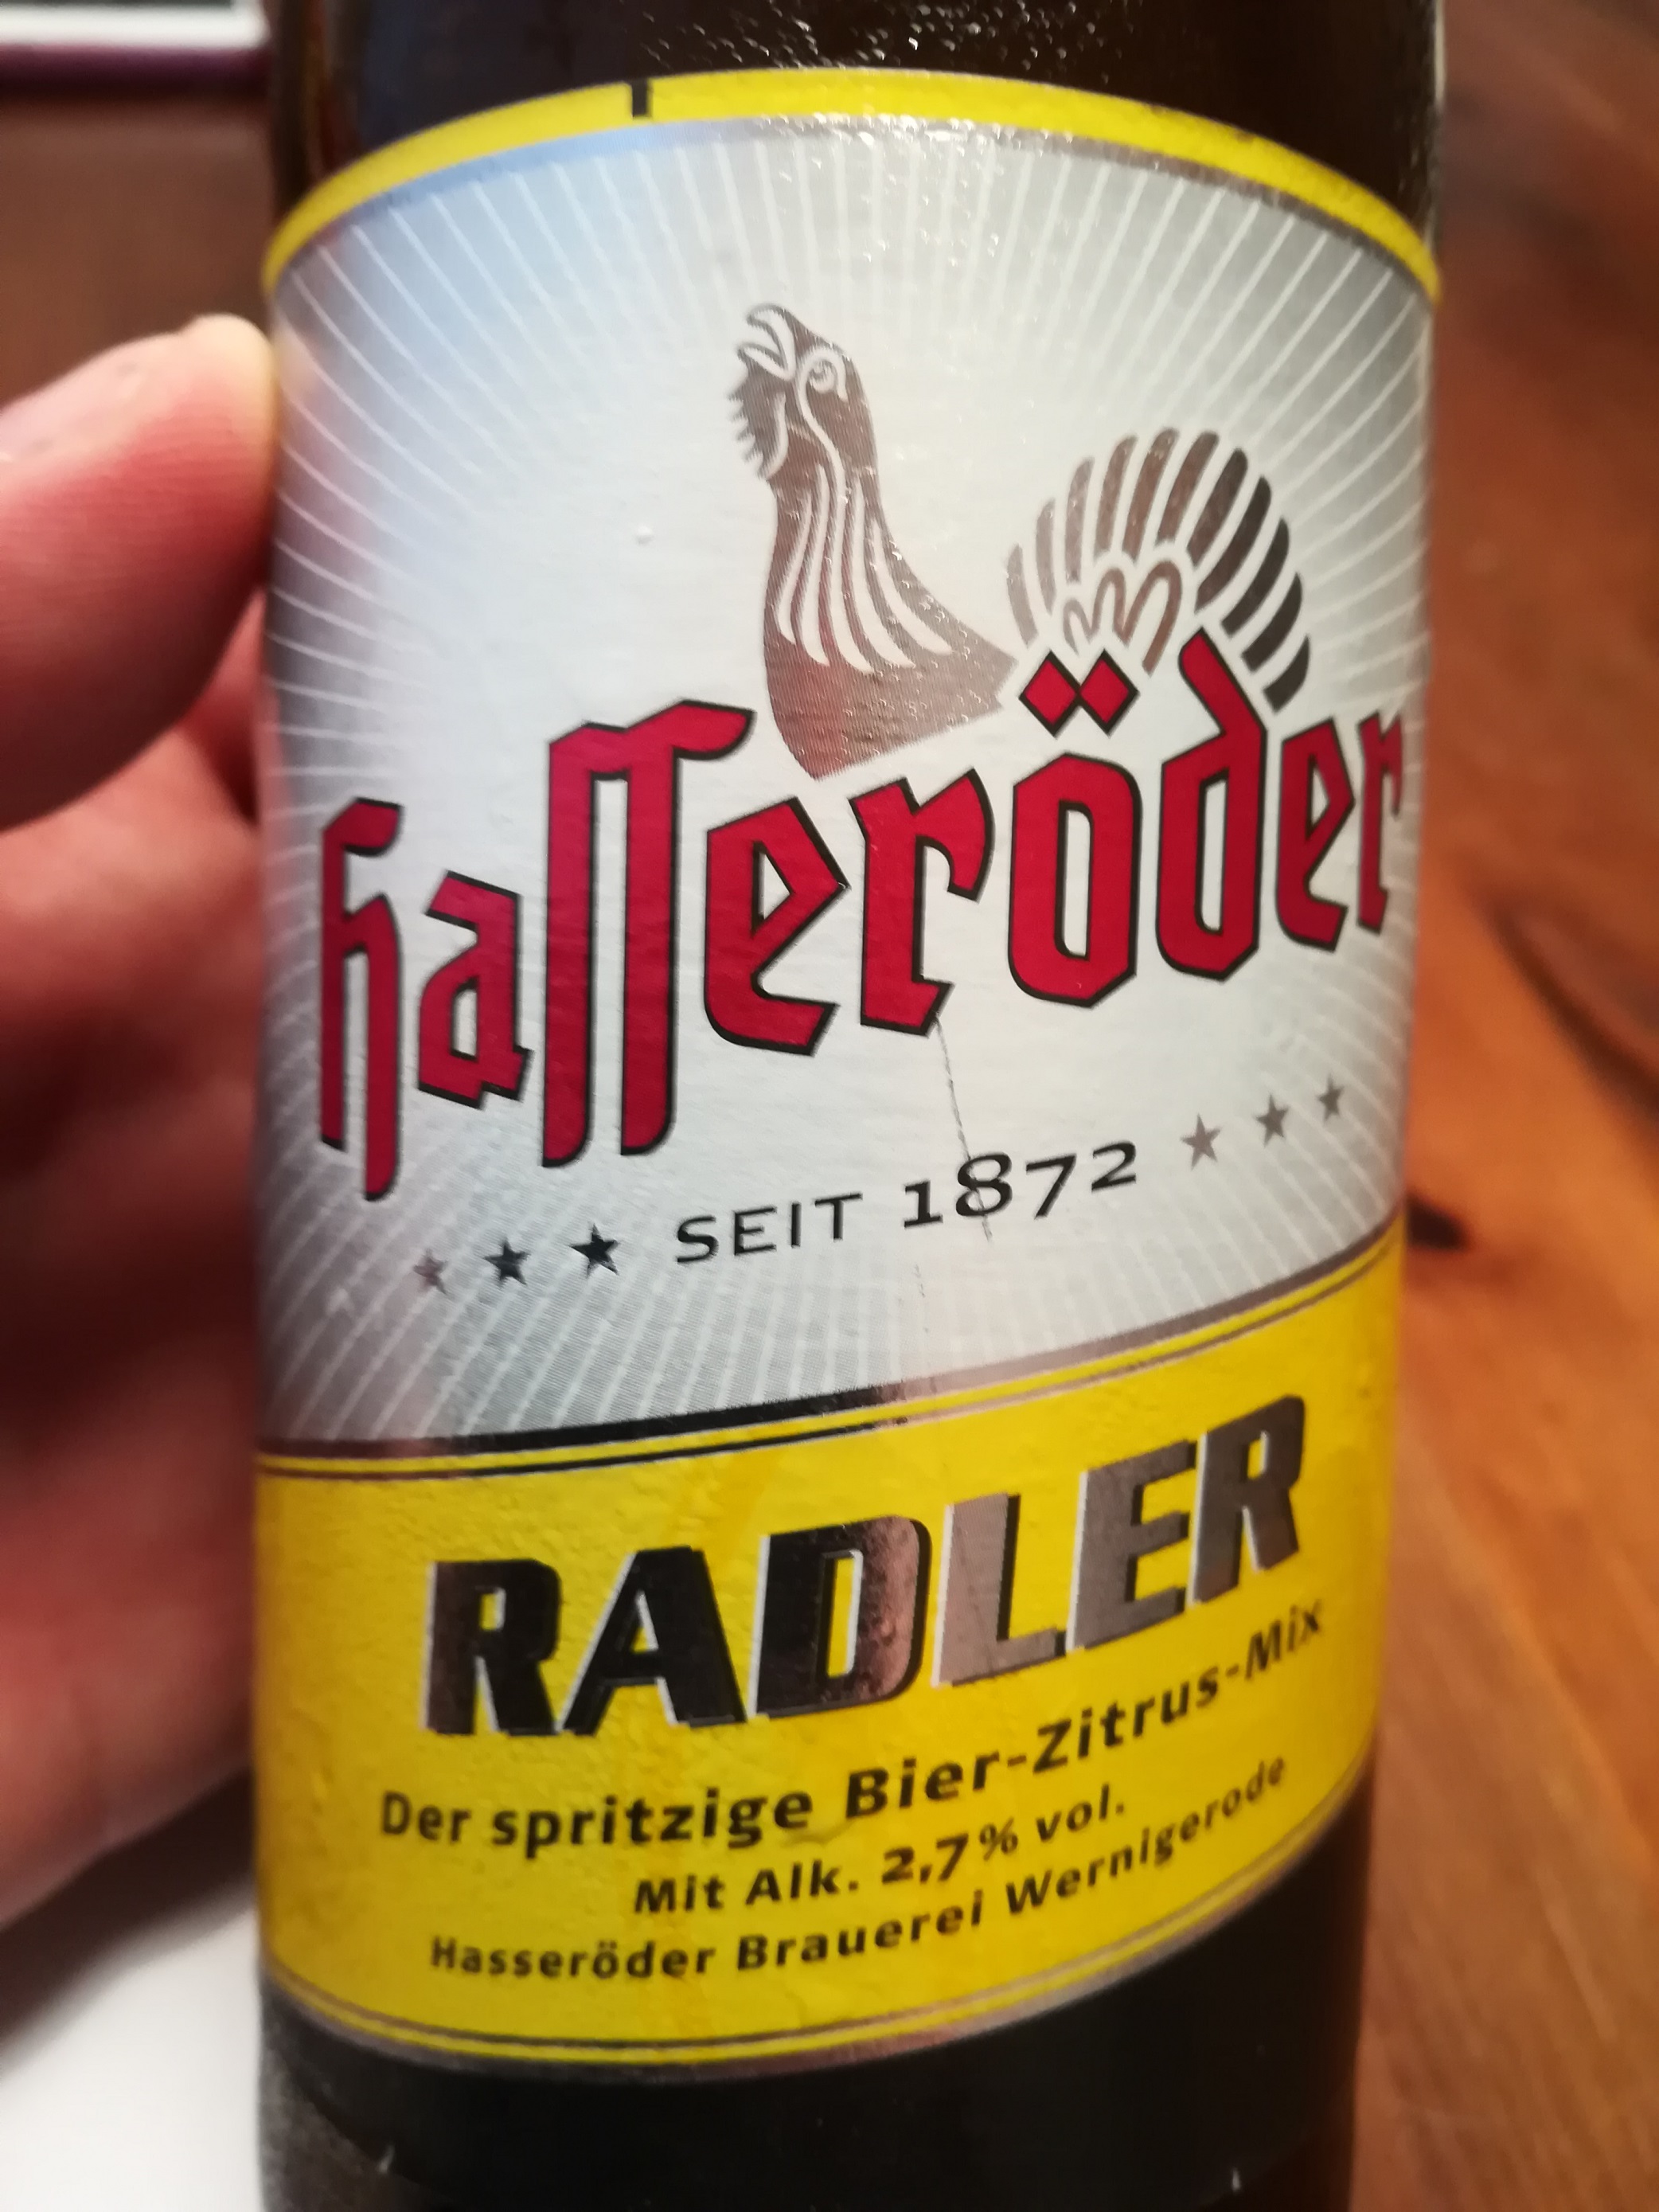 Hasseröder
SEIT 1872
RADLER
Der spritzige Bier-Zitrus-Mix
Mit Alk. 2,7% vol.
Hasseröder Brauerei Wernigerode